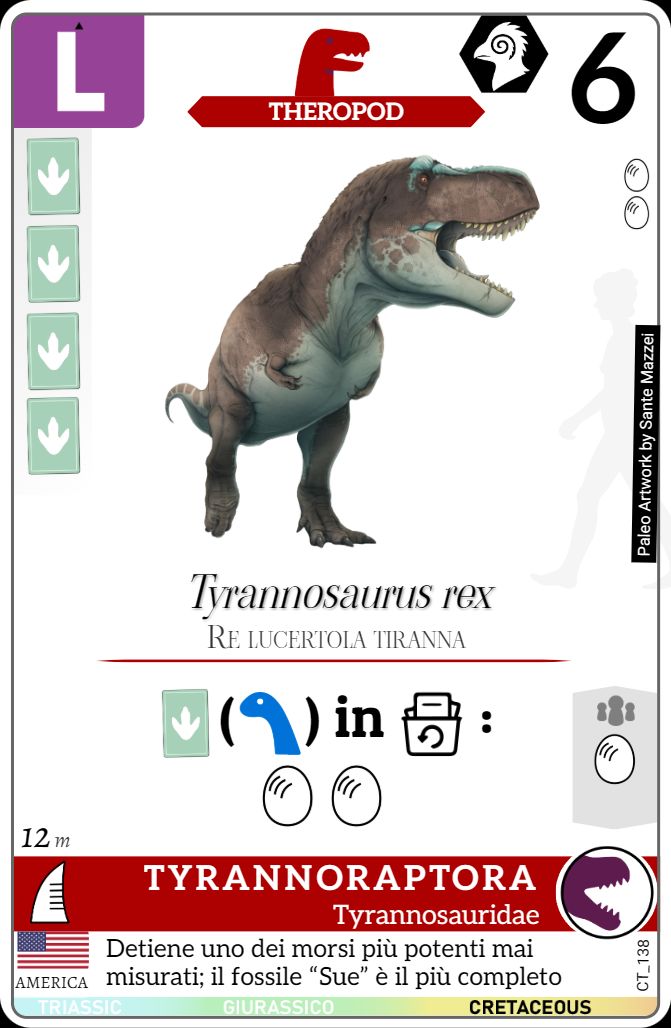 L
THEROPOD
6
Paleo Artwork by Sante Mazzei
Tyrannosaurus rex
Re lucertola tiranna
( ) in :
12 m
TYRANNORAPTORA
Tyrannosauridae
AMERICA
Detiene uno dei morsi più potenti mai
misurati; il fossile “Sue” è il più completo
CT_138
TRIASSIC GIURASSICO CRETACEOUS